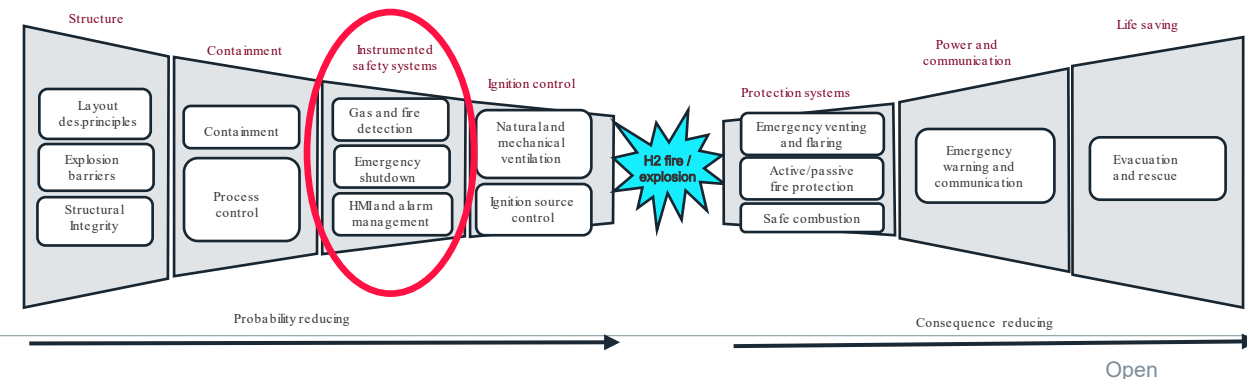 Structure
Layout
des.principles
Explosion
barriers
Structural
Integrity
Containment
Containment
Process
control
Instrumented
safety systems
Gas and fire
detection
Emergency
shutdown
HMI and alarm
management
Ignition control
Natural and
mechanical
ventilation
Ignition source
control
H2 fire /
explosion
Protection systems
Emergency venting
and flaring
Active/passive
fire protection
Safe combustion
Power and
communication
Emergency
warning and
communication
Life saving
Evacuation
and rescue
Probability reducing
Consequence reducing
Open